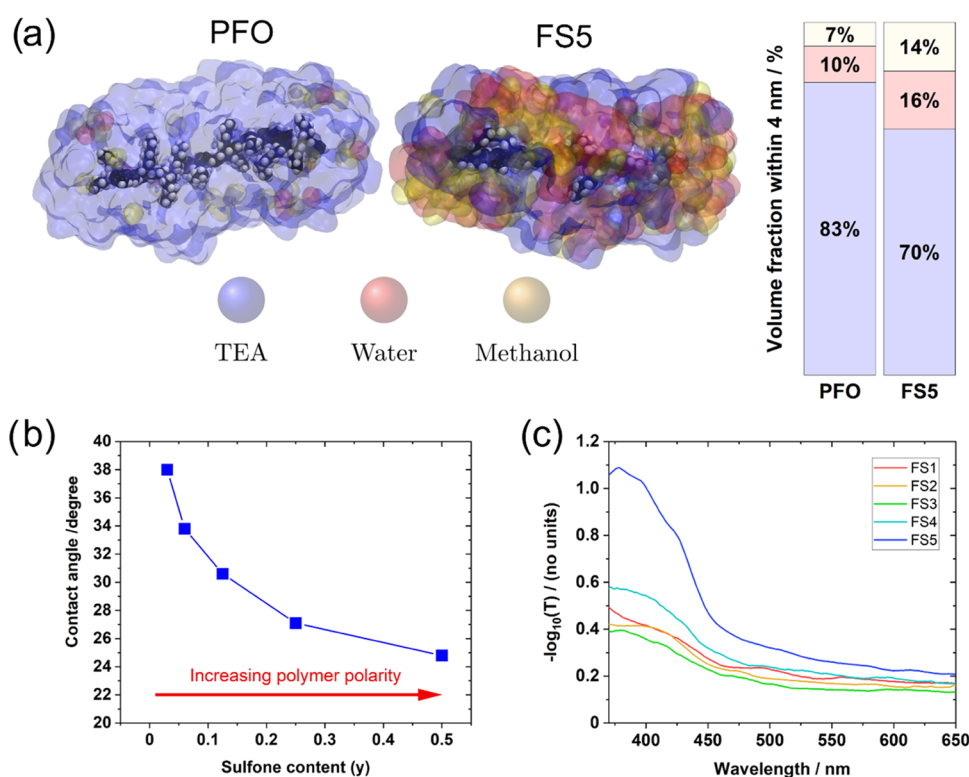 (a)
PFO
FS5
TEA
Water
Methanol
Volume fraction within 4 nm / %
7%
10%
83%
14%
16%
70%
PFO
FS5
(b)
Contact angle /degree
40
38
36
34
32
30
28
26
24
22
20
Increasing polymer polarity
0
0.1
0.2
0.3
0.4
0.5
Sulfone content (y)
(c)
-log10(T) / (no units)
1.2
1.0
0.8
0.6
0.4
0.2
0
FS1
FS2
FS3
FS4
FS5
400
450
500
550
600
650
Wavelength / nm